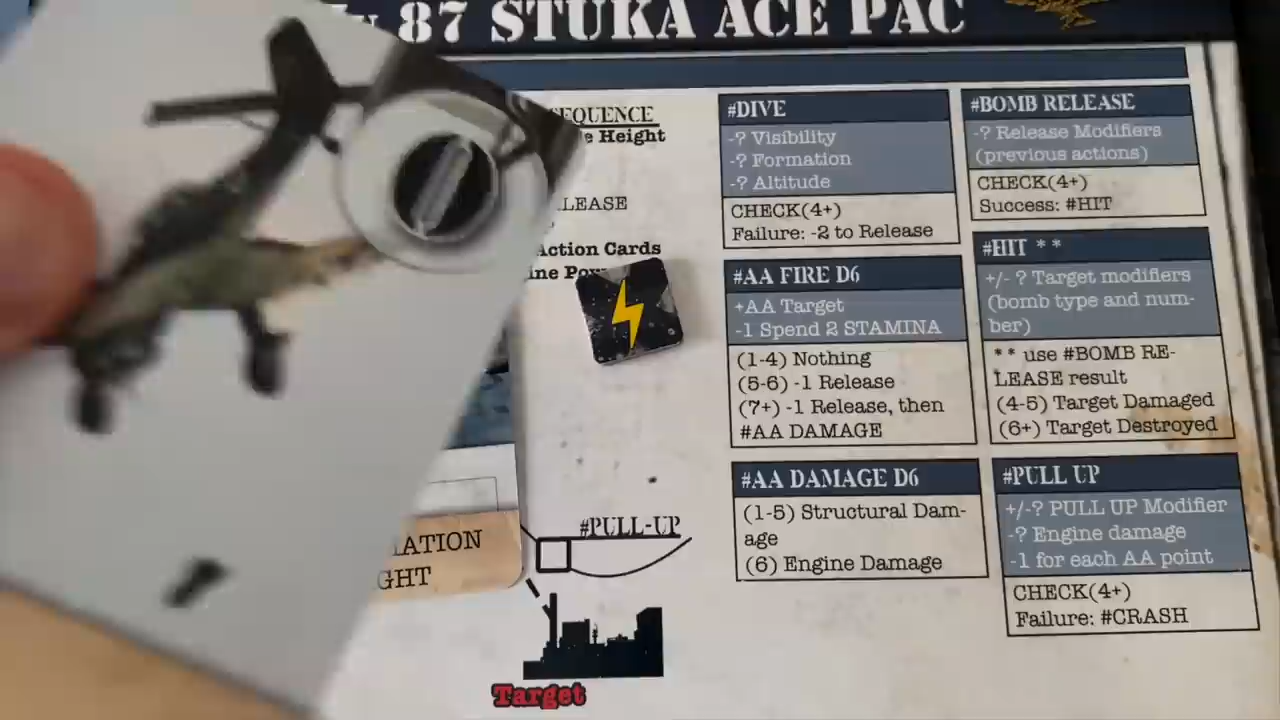 87 STUKA ACE PAC
EQUENCE
e Height
LEASE
Action Cards
ine Pow
LATION
GHT
#PULL-UP
Target
#DIVE
-? Visibility
-? Formation
-? Altitude
CHECK(4+)
Failure: -2 to Release
#AA FIRE D6
+AA Target
-1 Spend 2 STAMINA
(1-4) Nothing
(5-6) -1 Release
(7+) -1 Release, then
#AA DAMAGE
#AA DAMAGE D6
(1-5) Structural Dam-
age
(6) Engine Damage
#BOMB RELEASE
-? Release Modifiers
(previous actions)
CHECK(4+)
Success: #HIT
#HIT **
+/- ? Target modifiers
(bomb type and num-
ber)
** use #BOMB RE-
LEASE result
(4-5) Target Damaged
(6+) Target Destroyed
#PULL UP
+/-? PULL UP Modifier
-? Engine damage
-1 for each AA point
CHECK(4+)
Failure: #CRASH